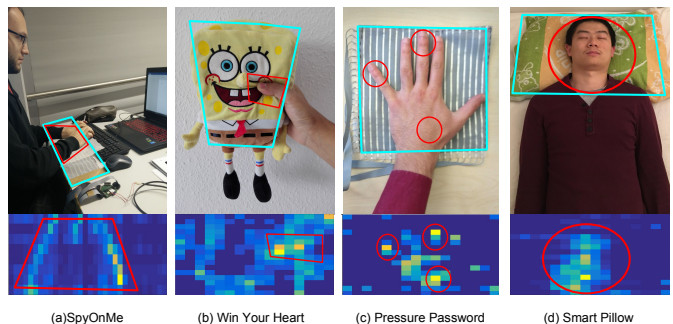 (a)SpyOnMe
(b) Win Your Heart
(c) Pressure Password
(d) Smart Pillow